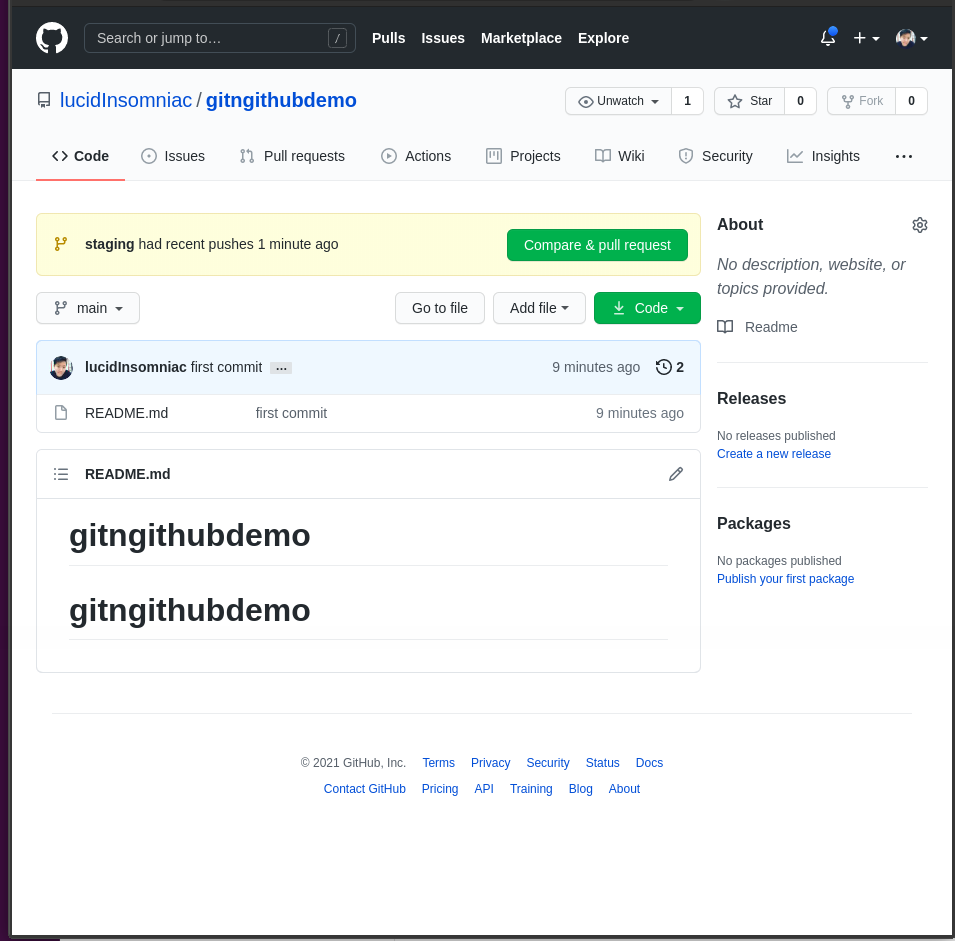 Search or jump to… / Pulls Issues Marketplace Explore
lucidInsomniac / gitngithubdemo Unwatch 1 Star 0 Fork 0
Code Issues Pull requests Actions Projects Wiki Security Insights ...
staging had recent pushes 1 minute ago Compare & pull request
main Go to file Add file Code
lucidInsomniac first commit ... 9 minutes ago 2
README.md first commit 9 minutes ago
README.md
gitngithubdemo
gitngithubdemo
About
No description, website, or
topics provided.
Readme
Releases
No releases published
Create a new release
Packages
No packages published
Publish your first package
© 2021 GitHub, Inc. Terms Privacy Security Status Docs
Contact GitHub Pricing API Training Blog About